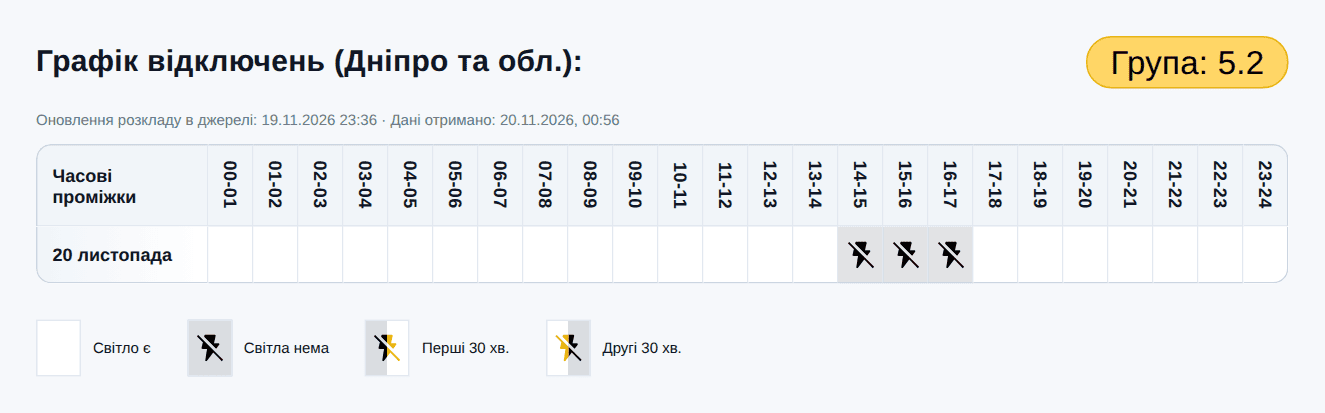 Графік відключень (Дніпро та обл.):
Група: 5.2
Оновлення розкладу в джерелі: 19.11.2026 23:36 · Дані отримано: 20.11.2026, 00:56
Часові
проміжки
00-01
01-02
02-03
03-04
04-05
05-06
06-07
07-08
08-09
09-10
10-11
11-12
12-13
13-14
14-15
15-16
16-17
17-18
18-19
19-20
20-21
21-22
22-23
23-24
20 листопада
Світло є
Світла нема
Перші 30 хв.
Другі 30 хв.